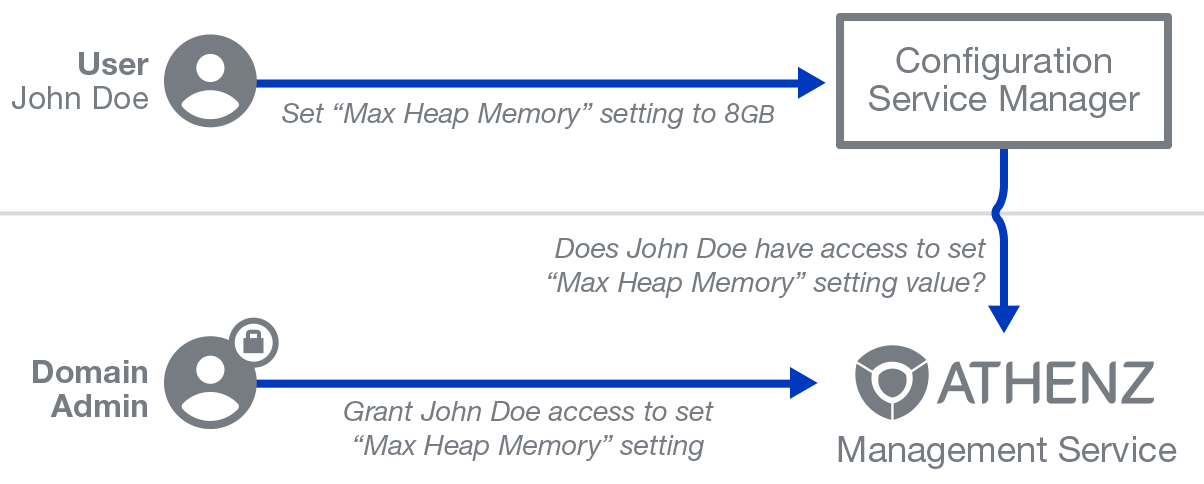 User
John Doe
Set “Max Heap Memory” setting to 8GB
Configuration
Service Manager
Does John Doe have access to set
“Max Heap Memory” setting value?
Domain
Admin
Grant John Doe access to set
“Max Heap Memory” setting
ATHENZ
Management Service